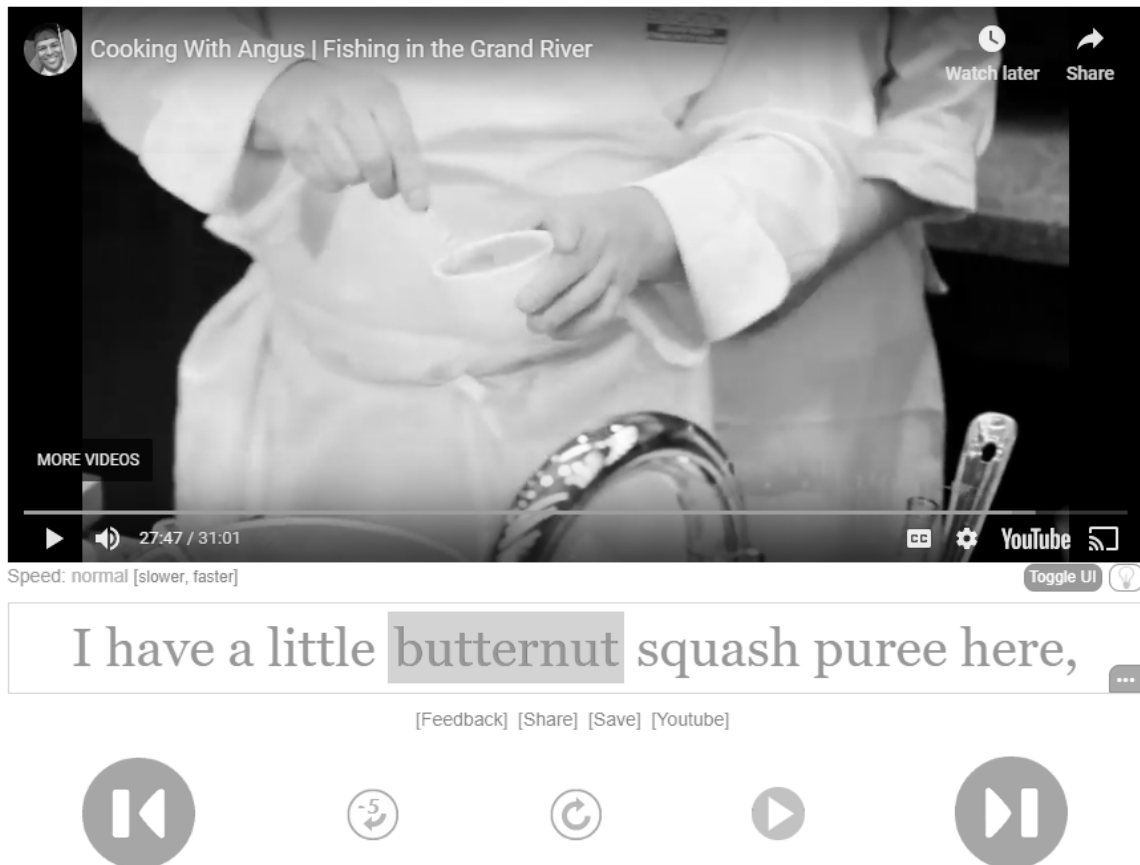 Cooking With Angus | Fishing in the Grand River
Watch later
Share
MORE VIDEOS
27:47 / 31:01
CC
YouTube
Speed: normal [slower, faster]
Toggle UI
I have a little butternut squash puree here,
...
[Feedback] [Share] [Save] [Youtube]
-5